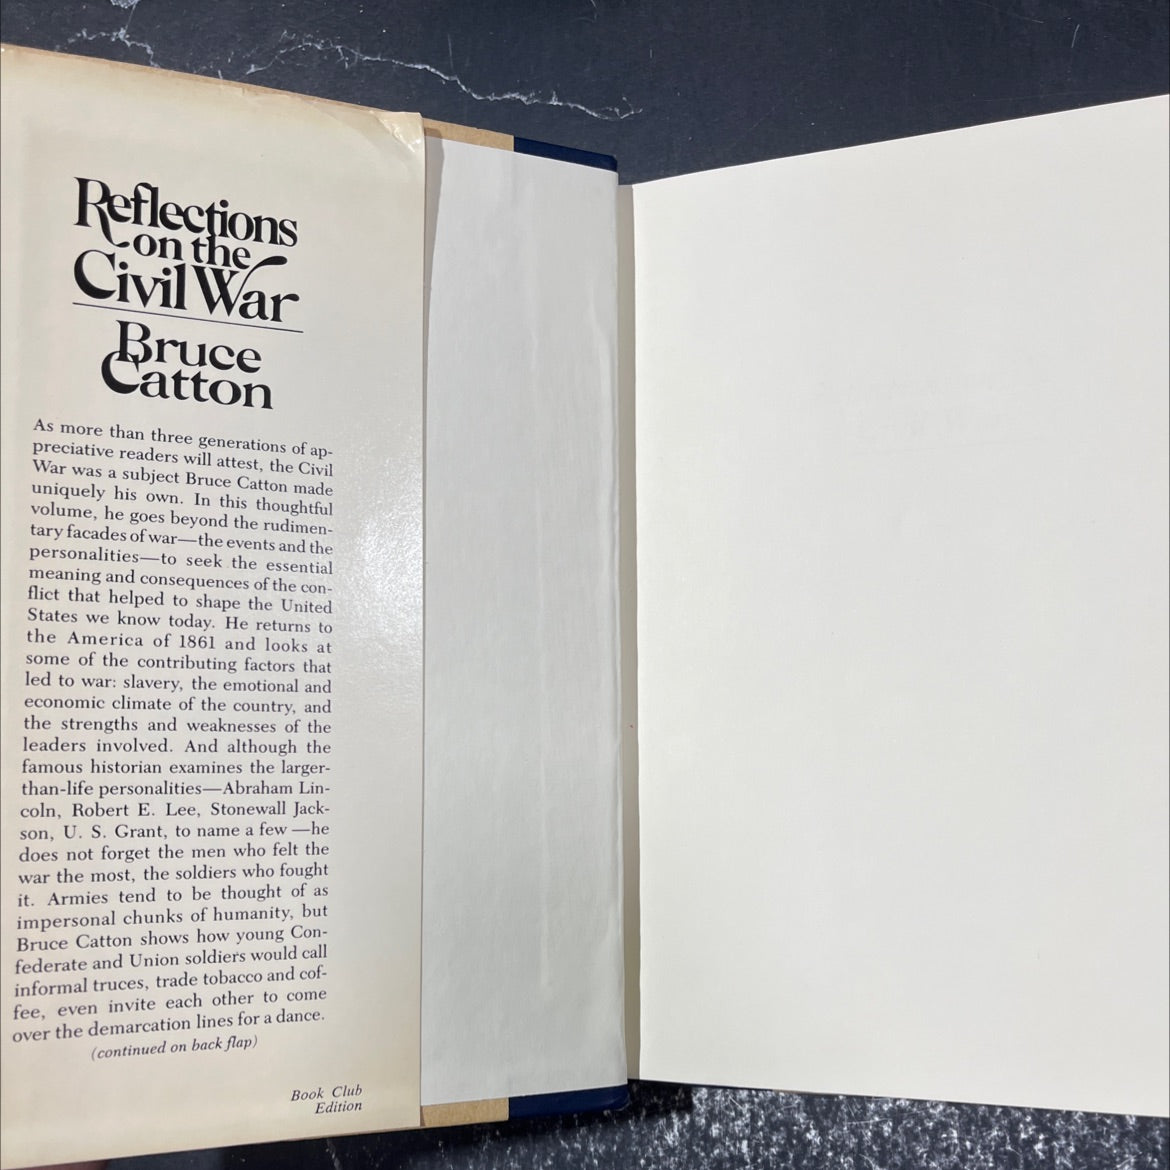 Reflections
on the
Civil War
Bruce
Catton
As more than three generations of ap-
preciative readers will attest, the Civil
War was a subject Bruce Catton made
uniquely his own. In this thoughtful
volume, he goes beyond the rudimen-
tary facades of war—the events and the
personalities—to seek the essential
meaning and consequences of the con-
flict that helped to shape the United
States we know today. He returns to
the America of 1861 and looks at
some of the contributing factors that
led to war: slavery, the emotional and
economic climate of the country, and
the strengths and weaknesses of the
leaders involved. And although the
famous historian examines the larger-
than-life personalities—Abraham Lin-
coln, Robert E. Lee, Stonewall Jack-
son, U. S. Grant, to name a few —he
does not forget the men who felt the
war the most, the soldiers who fought
it. Armies tend to be thought of as
impersonal chunks of humanity, but
Bruce Catton shows how young Con-
federate and Union soldiers would call
informal truces, trade tobacco and cof-
fee, even invite each other to come
over the demarcation lines for a dance.
(continued on back flap)
Book Club
Edition